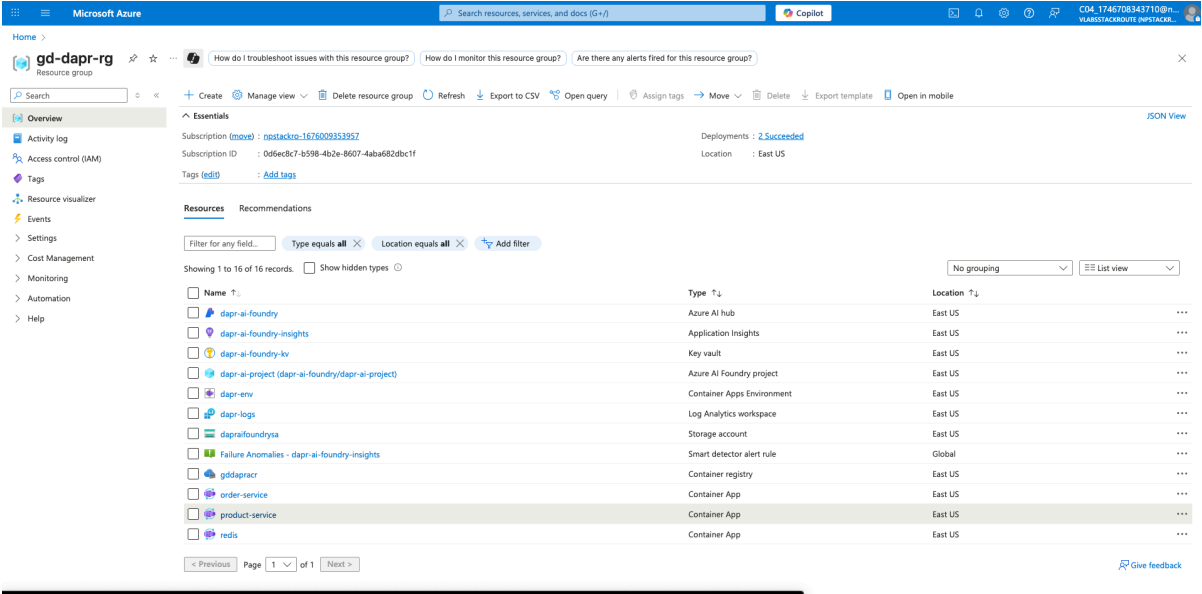 Microsoft Azure
Search resources, services, and docs (G+/)
Copilot
C04_1746708343710@n...
VLABSSTACKROUTE (NPSTACKR...
Home >
gd-dapr-rg
Resource group
How do I troubleshoot issues with this resource group?
How do I monitor this resource group?
Are there any alerts fired for this resource group?
Search
Create
Manage view
Delete resource group
Refresh
Export to CSV
Open query
Assign tags
Move
Delete
Export template
Open in mobile
Overview
Activity log
Access control (IAM)
Tags
Resource visualizer
Events
Settings
Cost Management
Monitoring
Automation
Help
Essentials
JSON View
Subscription (move) : npstackro-1676009353957
Deployments : 2 Succeeded
Subscription ID : 0d6ec8c7-b598-4b2e-8607-4aba682dbc1f
Location : East US
Tags (edit) : Add tags
Resources Recommendations
Filter for any field...
Type equals all
Location equals all
Add filter
Showing 1 to 16 of 16 records.
Show hidden types
No grouping
List view
Name Type Location
dapr-ai-foundry Azure AI hub East US
dapr-ai-foundry-insights Application Insights East US
dapr-ai-foundry-kv Key vault East US
dapr-ai-project (dapr-ai-foundry/dapr-ai-project) Azure AI Foundry project East US
dapr-env Container Apps Environment East US
dapr-logs Log Analytics workspace East US
dapraifoundrysa Storage account East US
Failure Anomalies - dapr-ai-foundry-insights Smart detector alert rule Global
gddapracr Container registry East US
order-service Container App East US
product-service Container App East US
redis Container App East US
< Previous Page 1 of 1 Next >
Give feedback